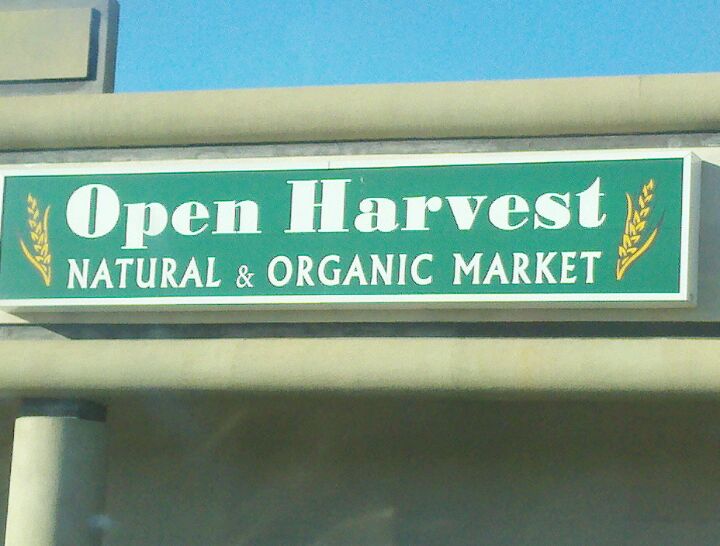 Open Harvest
NATURAL & ORGANIC MARKET